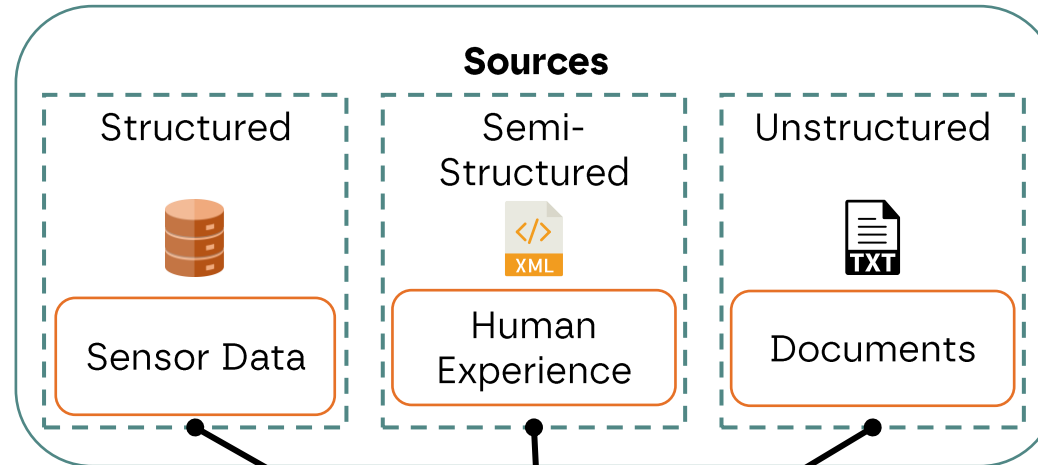 Sources
Structured
Semi-
Structured
Unstructured
</>
XML
TXT
Sensor Data
Human
Experience
Documents